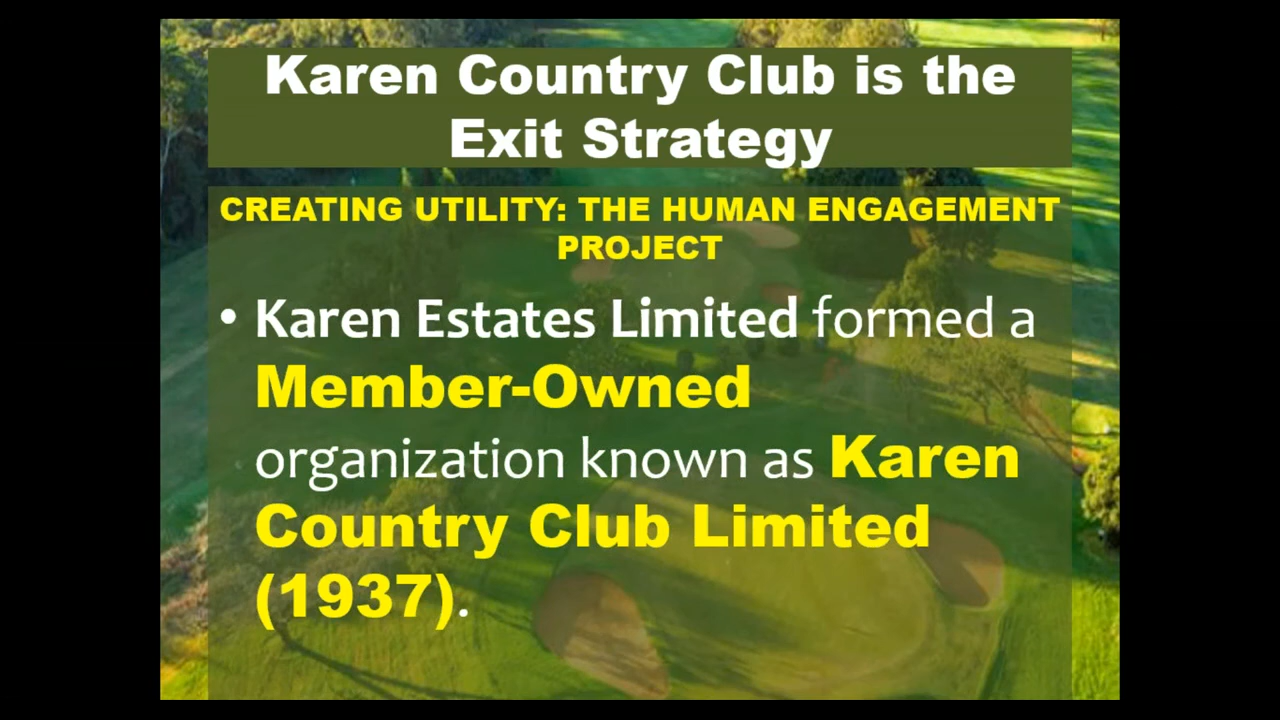 Karen Country Club is the
Exit Strategy
CREATING UTILITY: THE HUMAN ENGAGEMENT
PROJECT
• Karen Estates Limited formed a
Member-Owned
organization known as Karen
Country Club Limited
(1937).